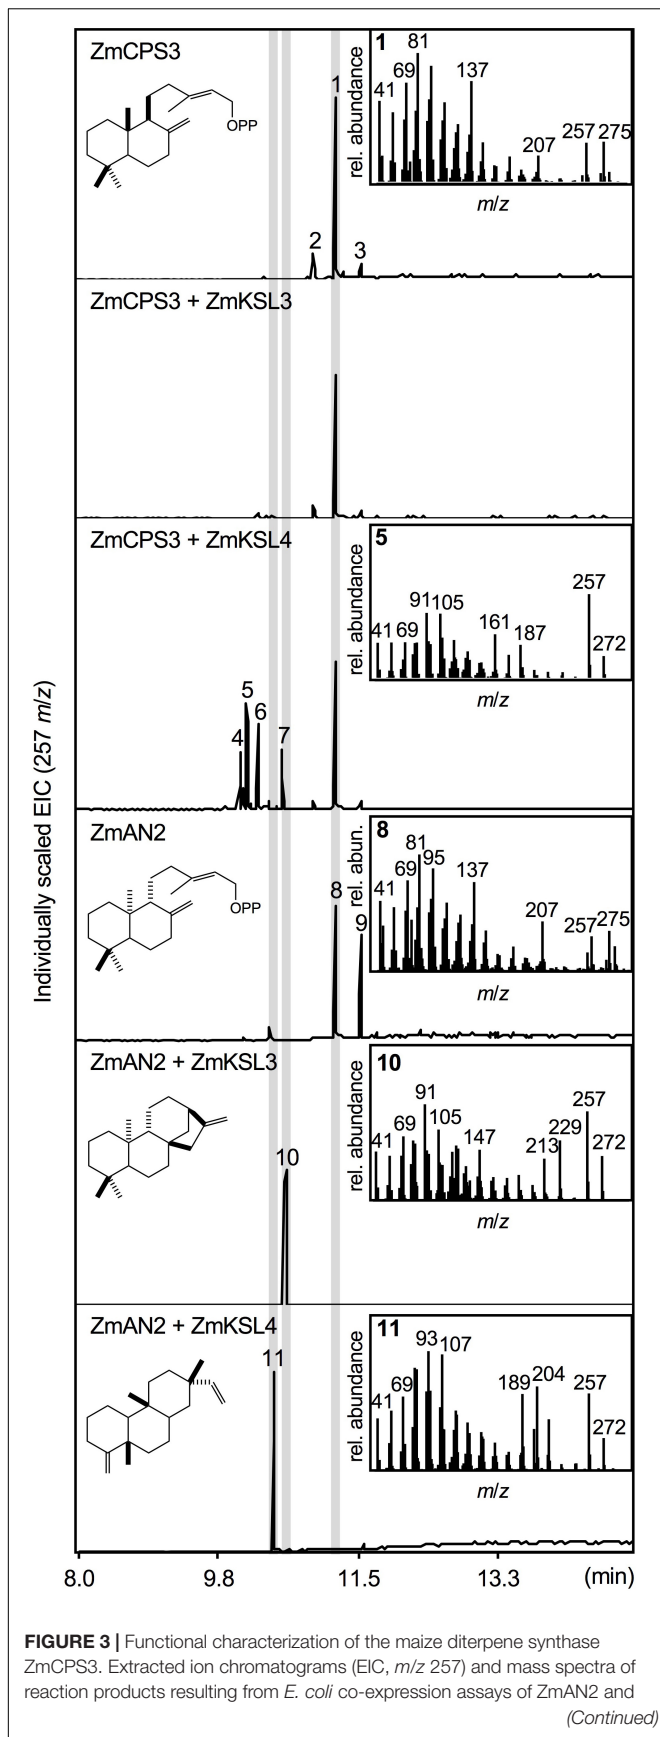 Individually scaled EIC (257 m/z)
ZmCPS3
OPP
1
2
3
1
rel. abundance
41
69
81
137
207
257
275
m/z
ZmCPS3 + ZmKSL3
ZmCPS3 + ZmKSL4
4
5
6
7
5
rel. abundance
41
69
91
105
161
187
257
272
m/z
ZmAN2
OPP
8
9
8
rel. abun.
41
69
81
95
137
207
257
275
m/z
ZmAN2 + ZmKSL3
10
10
rel. abundance
41
69
91
105
147
213
229
257
272
m/z
ZmAN2 + ZmKSL4
11
11
rel. abundance
41
69
93
107
189
204
257
272
m/z
8.0 9.8 11.5 13.3 (min)
FIGURE 3 | Functional characterization of the maize diterpene synthase
ZmCPS3. Extracted ion chromatograms (EIC, m/z 257) and mass spectra of
reaction products resulting from E. coli co-expression assays of ZmAN2 and
(Continued)